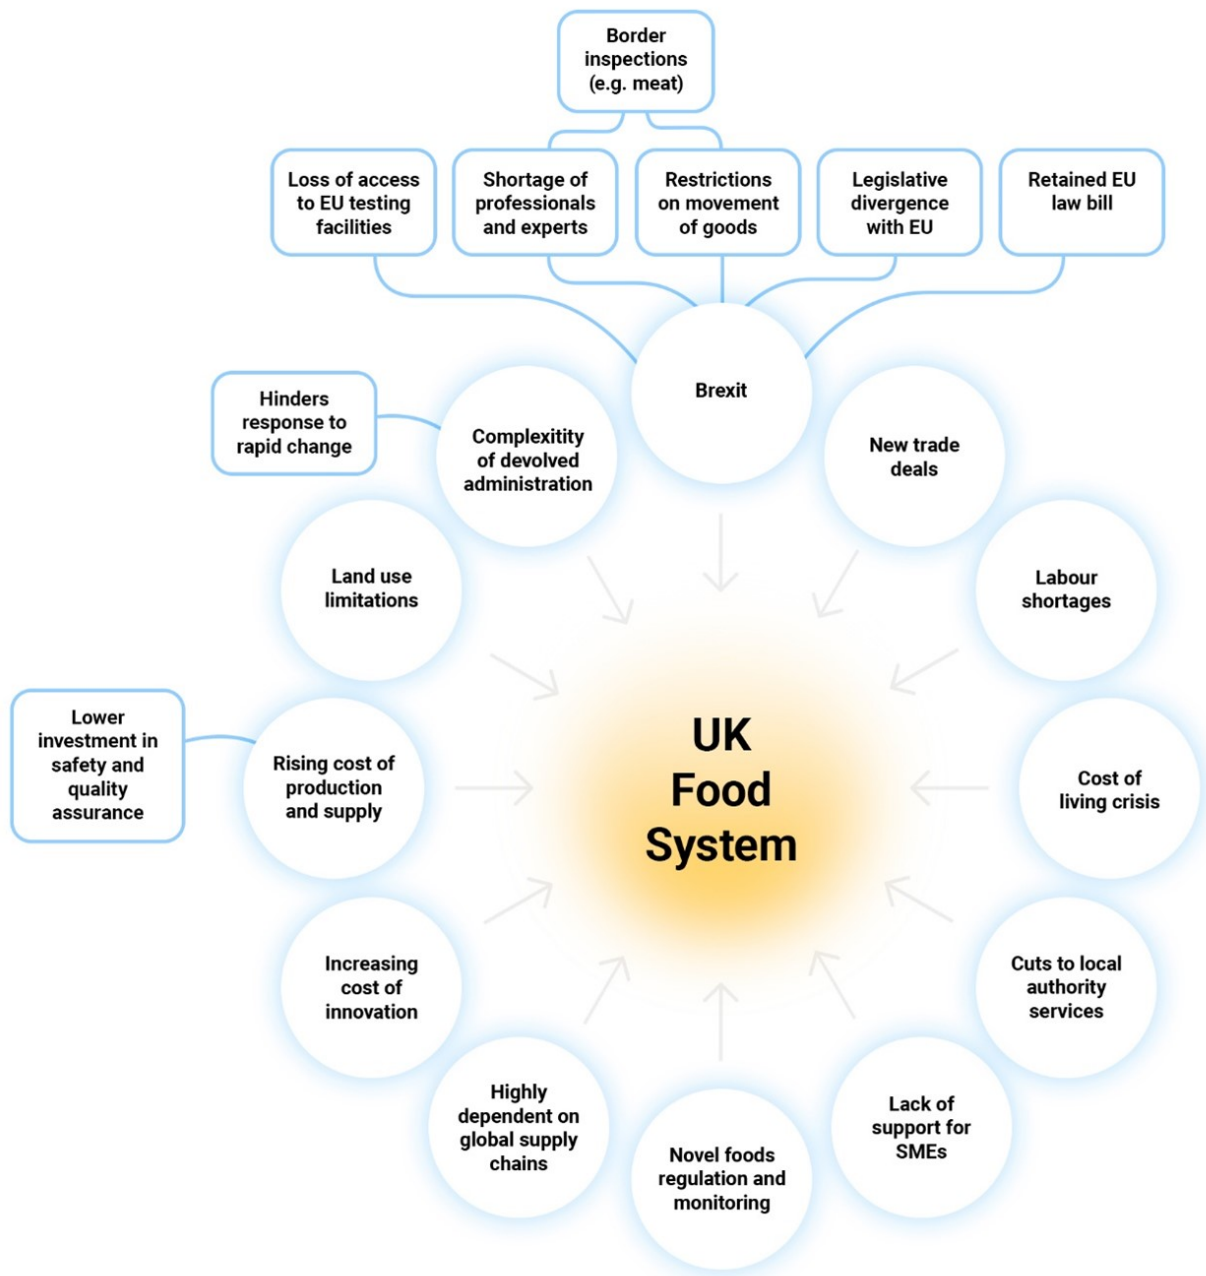 Border
inspections
(e.g. meat)
Loss of access
to EU testing
facilities
Shortage of
professionals
and experts
Restrictions
on movement
of goods
Legislative
divergence
with EU
Retained EU
law bill
Brexit
Hinders
response to
rapid change
Complexitity
of devolved
administration
New trade
deals
Land use
limitations
Labour
shortages
Lower
investment in
safety and
quality
assurance
Rising cost of
production
and supply
UK
Food
System
Cost of
living crisis
Increasing
cost of
innovation
Cuts to local
authority
services
Highly
dependent on
global supply
chains
Novel foods
regulation and
monitoring
Lack of
support for
SMEs